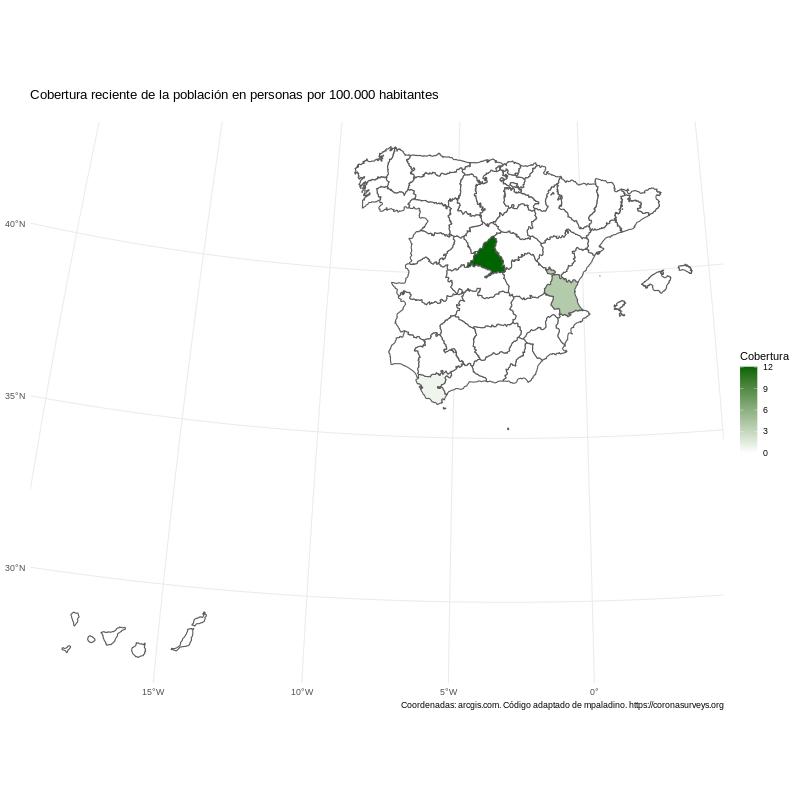 Cobertura reciente de la población en personas por 100.000 habitantes
40°N
35°N
30°N
15°W
10°W
5°W
0°
Cobertura
12
9
6
3
0
Coordenadas: arcgis.com. Código adaptado de mpaladino. https://coronasurveys.org